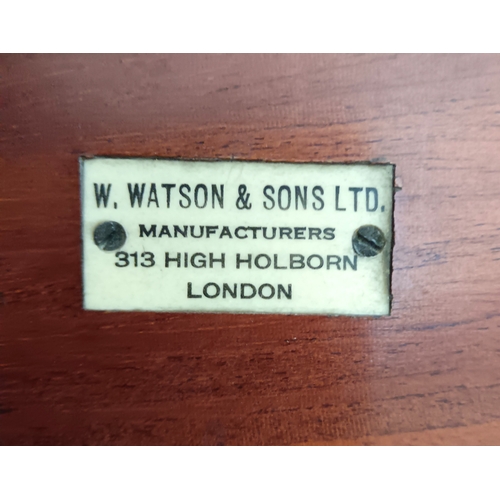 W. WATSON & SONS LTD.
MANUFACTURERS
313 HIGH HOLBORN
LONDON